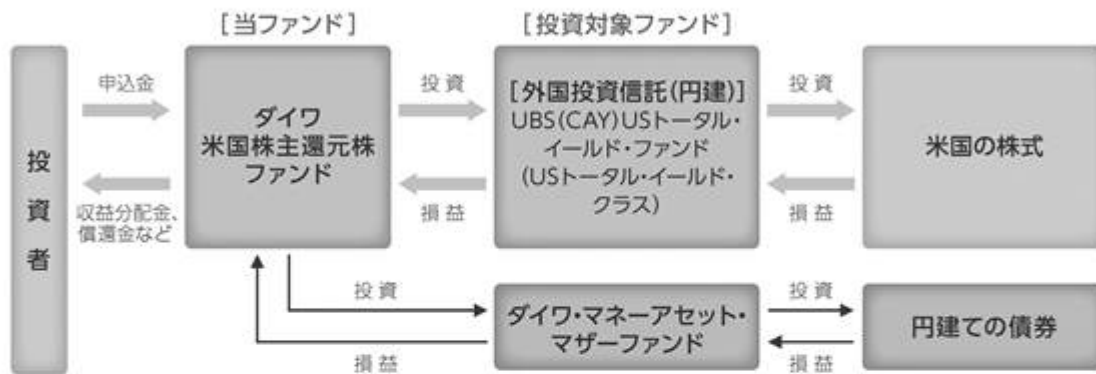 [当ファンド]
[投資対象ファンド]
投資者
申込金
収益分配金、
償還金など
ダイワ
米国株主還元株
ファンド
投資
損益
[外国投資信託(円建)]
UBS(CAY)USトータル・
イールド・ファンド
(USトータル・イールド・
クラス)
投資
損益
米国の株式
投資
損益
ダイワ・マネーアセット・
マザーファンド
投資
損益
円建ての債券